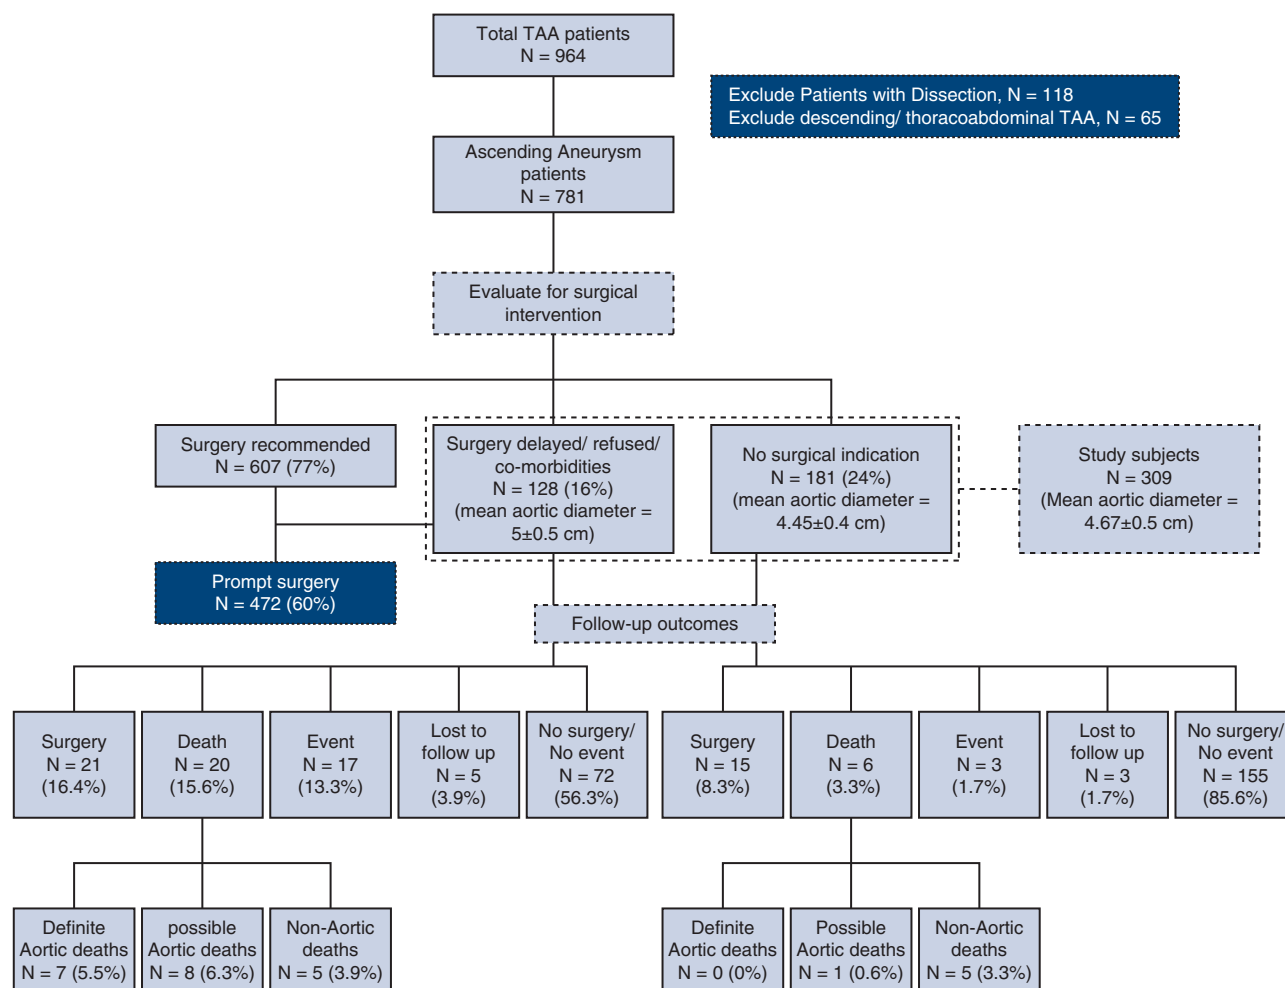 Total TAA patients
N = 964
Exclude Patients with Dissection, N = 118
Exclude descending/ thoracoabdominal TAA, N = 65
Ascending Aneurysm
patients
N = 781
Evaluate for surgical
intervention
Surgery recommended
N = 607 (77%)
Surgery delayed/ refused/
co-morbidities
N = 128 (16%)
(mean aortic diameter =
5±0.5 cm)
No surgical indication
N = 181 (24%)
(mean aortic diameter =
4.45±0.4 cm)
Study subjects
N = 309
(Mean aortic diameter =
4.67±0.5 cm)
Prompt surgery
N = 472 (60%)
Follow-up outcomes
Surgery
N = 21
(16.4%)
Death
N = 20
(15.6%)
Event
N = 17
(13.3%)
Lost to
follow up
N = 5
(3.9%)
No surgery/
No event
N = 72
(56.3%)
Surgery
N = 15
(8.3%)
Death
N = 6
(3.3%)
Event
N = 3
(1.7%)
Lost to
follow up
N = 3
(1.7%)
No surgery/
No event
N = 155
(85.6%)
Definite
Aortic deaths
N = 7 (5.5%)
possible
Aortic deaths
N = 8 (6.3%)
Non-Aortic
deaths
N = 5 (3.9%)
Definite
Aortic deaths
N = 0 (0%)
Possible
Aortic deaths
N = 1 (0.6%)
Non-Aortic
deaths
N = 5 (3.3%)